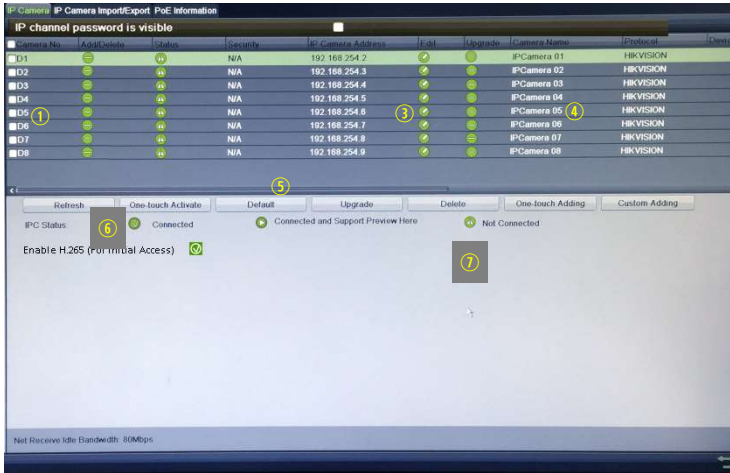 IP Camera IP Camera Import/Export PoE Information
IP channel password is visible
Camera No. Add/Delete Status Security IP Camera Address Edit Upgrade Camera Name Protocol
D1 N/A 192.168.254.2 IPCamera 01 HIKVISION
D2 N/A 192.168.254.3 IPCamera 02 HIKVISION
D3 N/A 192.168.254.4 IPCamera 03 HIKVISION
D4 N/A 192.168.254.5 IPCamera 04 HIKVISION
① D5 N/A 192.168.254.6 ③ IPCamera 05 ④ HIKVISION
D6 N/A 192.168.254.7 IPCamera 06 HIKVISION
D7 N/A 192.168.254.8 IPCamera 07 HIKVISION
D8 N/A 192.168.254.9 IPCamera 08 HIKVISION
⑤
Refresh One-touch Activate Default Upgrade Delete One-touch Adding Custom Adding
IPC Status: ⑥ Connected Connected and Support Preview Here Not Connected
Enable H.265 (For Initial Access)
⑦
Net Receive Idle Bandwidth: 80Mbps